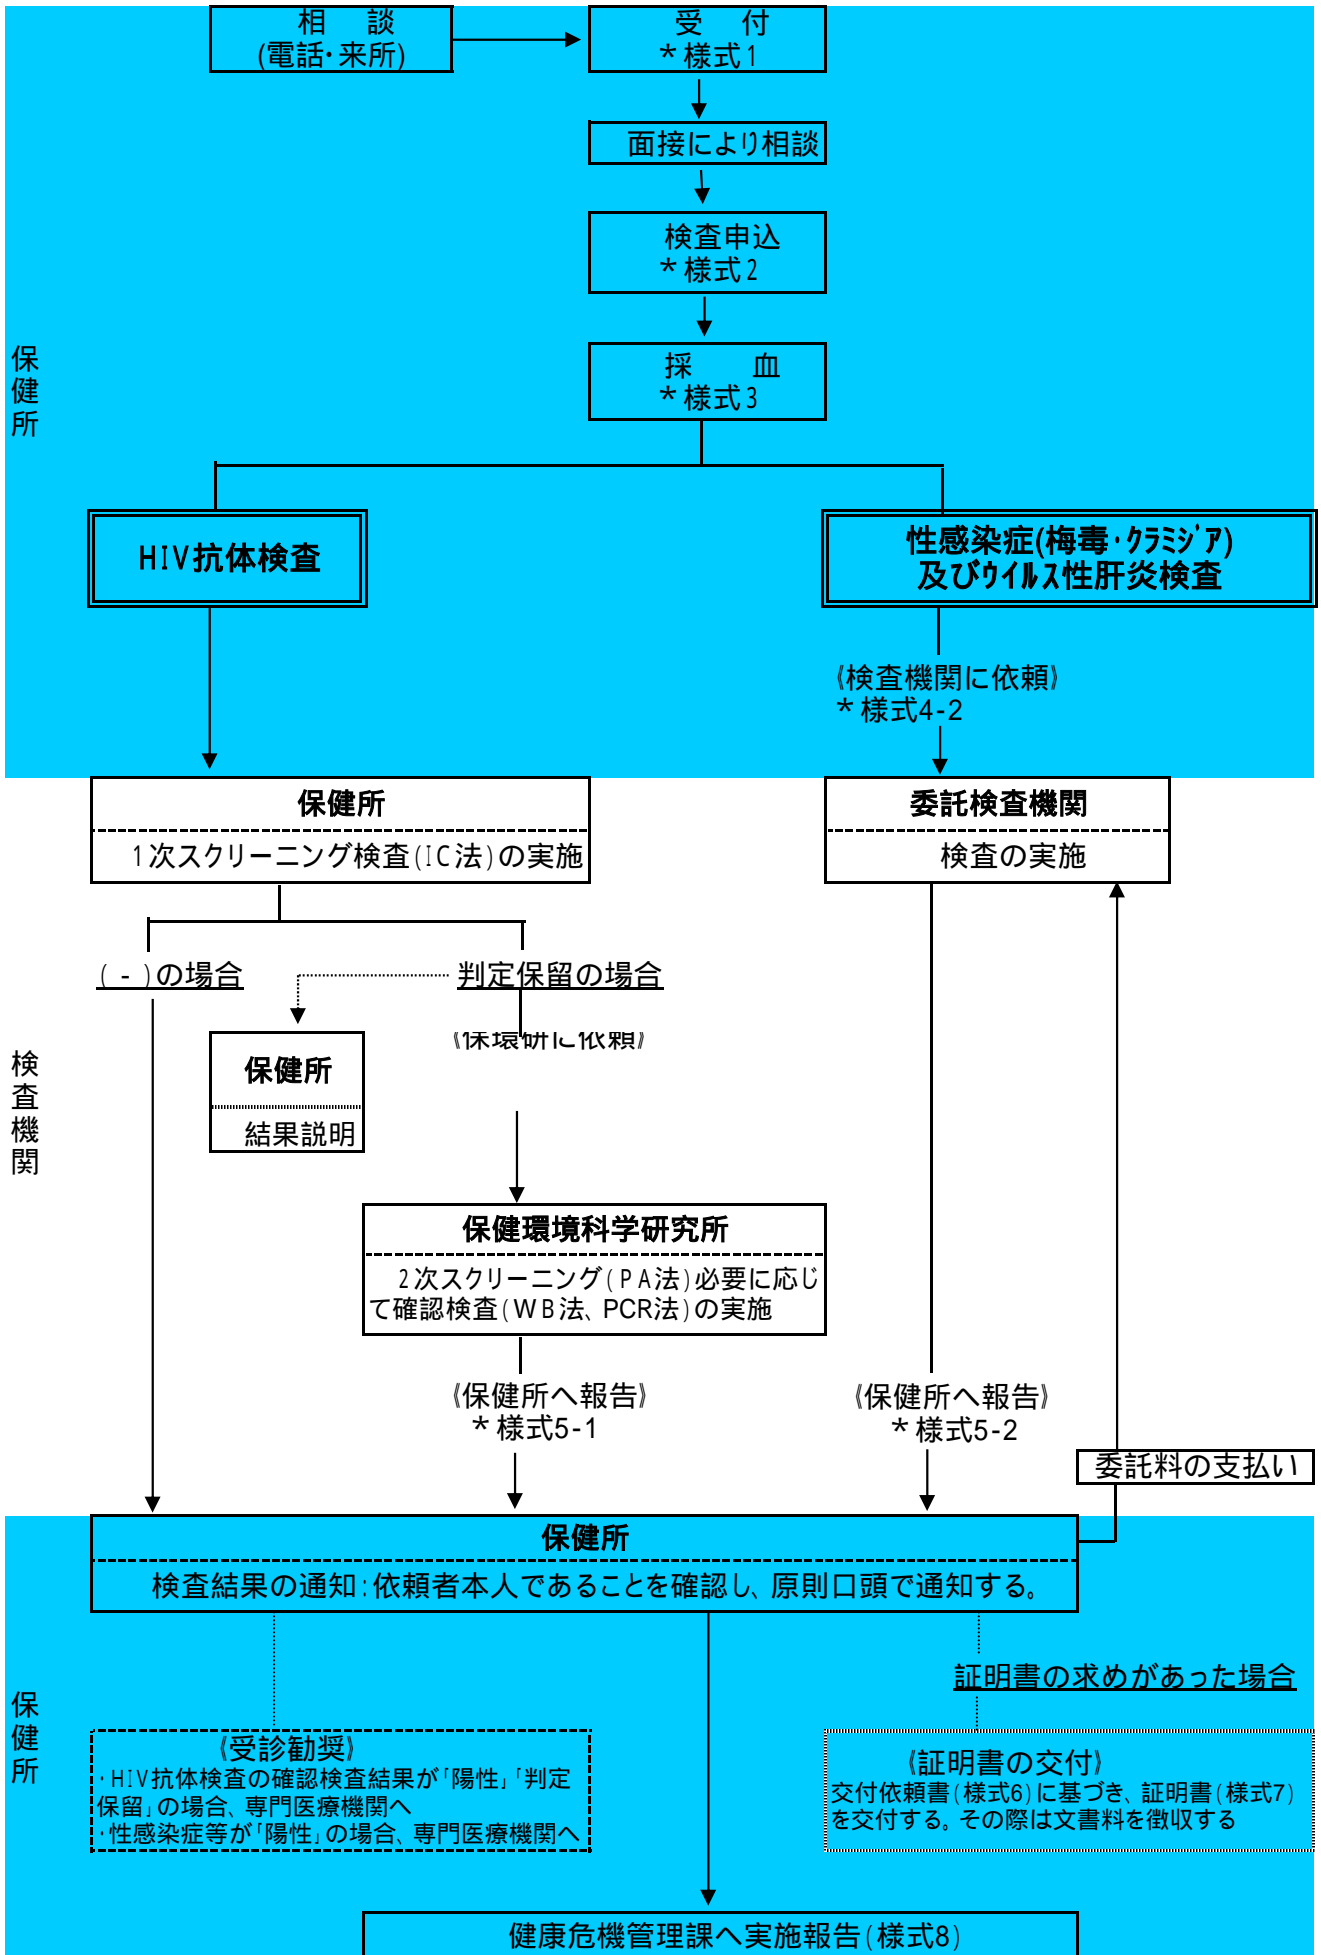 相　談
(電話・来所)
受　付
＊様式1
面接により相談
検査申込
＊様式2
保健所
採　血
＊様式3
HIV抗体検査
性感染症(梅毒・ｸﾗﾐｼﾞｱ)
及びｳｲﾙｽ性肝炎検査
《検査機関に依頼》
＊様式4-2
保健所
1次スクリーニング検査(IC法)の実施
委託検査機関
検査の実施
(-)の場合
判定保留の場合
《保環研に依頼》
検査機関
保健所
結果説明
保健環境科学研究所
2次スクリーニング(PA法)必要に応じ
て確認検査(WB法、PCR法)の実施
《保健所へ報告》
＊様式5-1
《保健所へ報告》
＊様式5-2
委託料の支払い
保健所
検査結果の通知:依頼者本人であることを確認し、原則口頭で通知する。
証明書の求めがあった場合
保健所
《受診勧奨》
・HIV抗体検査の確認検査結果が「陽性」「判定
保留」の場合、専門医療機関へ
・性感染症等が「陽性」の場合、専門医療機関へ
《証明書の交付》
交付依頼書(様式6)に基づき、証明書(様式7)
を交付する。その際は文書料を徴収する
健康危機管理課へ実施報告(様式8)